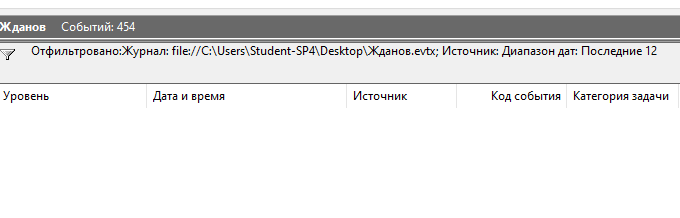 Жданов Событий: 454
Отфильтровано:Журнал: file://C:\Users\Student-SP4\Desktop\Жданов.evtx; Источник: Диапазон дат: Последние 12
Уровень Дата и время Источник Код события Категория задачи